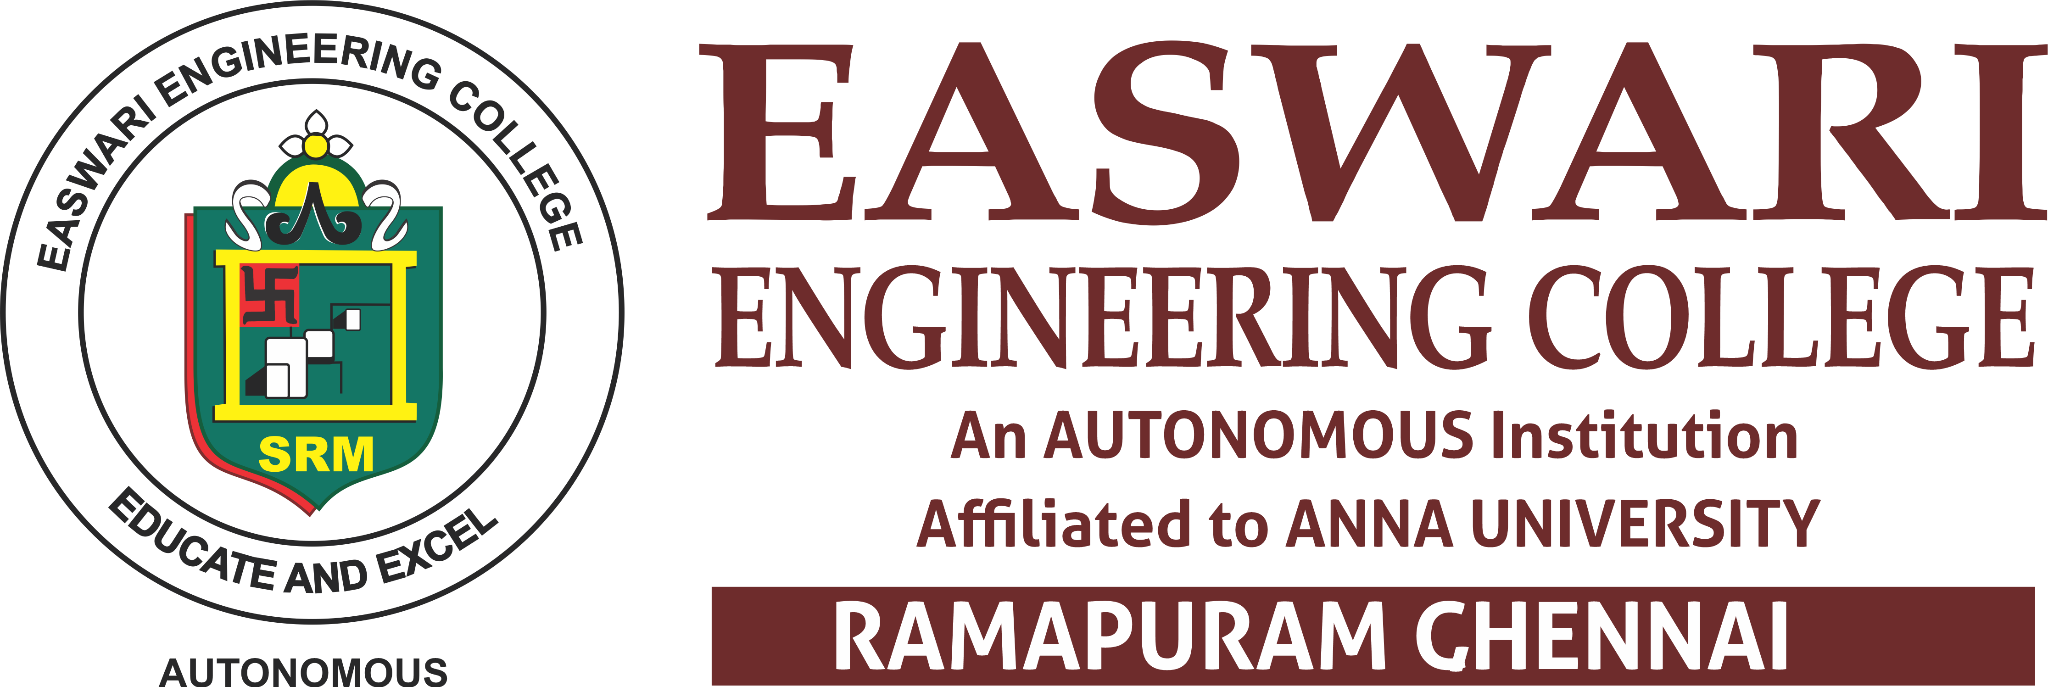 EASWARI ENGINEERING COLLEGE
SRM
EDUCATE AND EXCEL
AUTONOMOUS
EASWARI
ENGINEERING COLLEGE
An AUTONOMOUS Institution
Affiliated to ANNA UNIVERSITY
RAMAPURAM CHENNAI